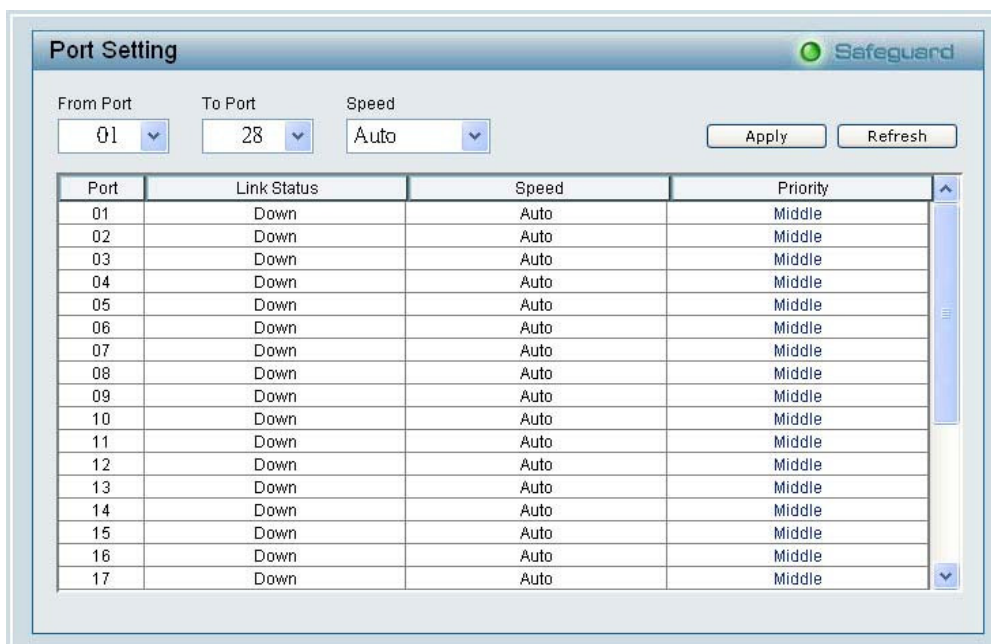 Port Setting
Safeguard
From Port To Port Speed
01 28 Auto Apply Refresh
Port Link Status Speed Priority
01 Down Auto Middle
02 Down Auto Middle
03 Down Auto Middle
04 Down Auto Middle
05 Down Auto Middle
06 Down Auto Middle
07 Down Auto Middle
08 Down Auto Middle
09 Down Auto Middle
10 Down Auto Middle
11 Down Auto Middle
12 Down Auto Middle
13 Down Auto Middle
14 Down Auto Middle
15 Down Auto Middle
16 Down Auto Middle
17 Down Auto Middle